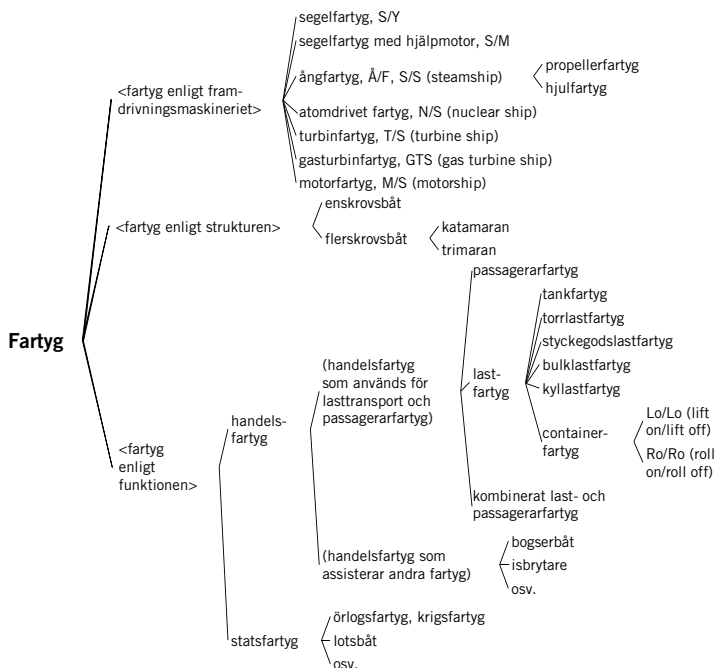 segelfartyg, S/Y
segelfartyg med hjälpmotor, S/M
ångfartyg, Å/F, S/S (steamship)
propellerfartyg
hjulfartyg
<fartyg enligt fram-
drivningsmaskineriet>
atomdrivet fartyg, N/S (nuclear ship)
turbinfartyg, T/S (turbine ship)
gasturbinfartyg, GTS (gas turbine ship)
motorfartyg, M/S (motorship)
enskrovsbåt
<fartyg enligt strukturen>
flerskrovsbåt
katamaran
trimaran
Fartyg
passagerarfartyg
tankfartyg
torrlastfartyg
styckegodslastfartyg
bulklastfartyg
kyllastfartyg
last-
fartyg
(handelsfartyg
som används för
lasttransport och
passagerarfartyg)
handels-
fartyg
container-
fartyg
Lo/Lo (lift
on/lift off)
Ro/Ro (roll
on/roll off)
<fartyg
enligt
funktionen>
kombinerat last- och
passagerarfartyg
(handelsfartyg som
assisterar andra fartyg)
bogserbåt
isbrytare
osv.
statsfartyg
örlogsfartyg, krigsfartyg
lotsbåt
osv.